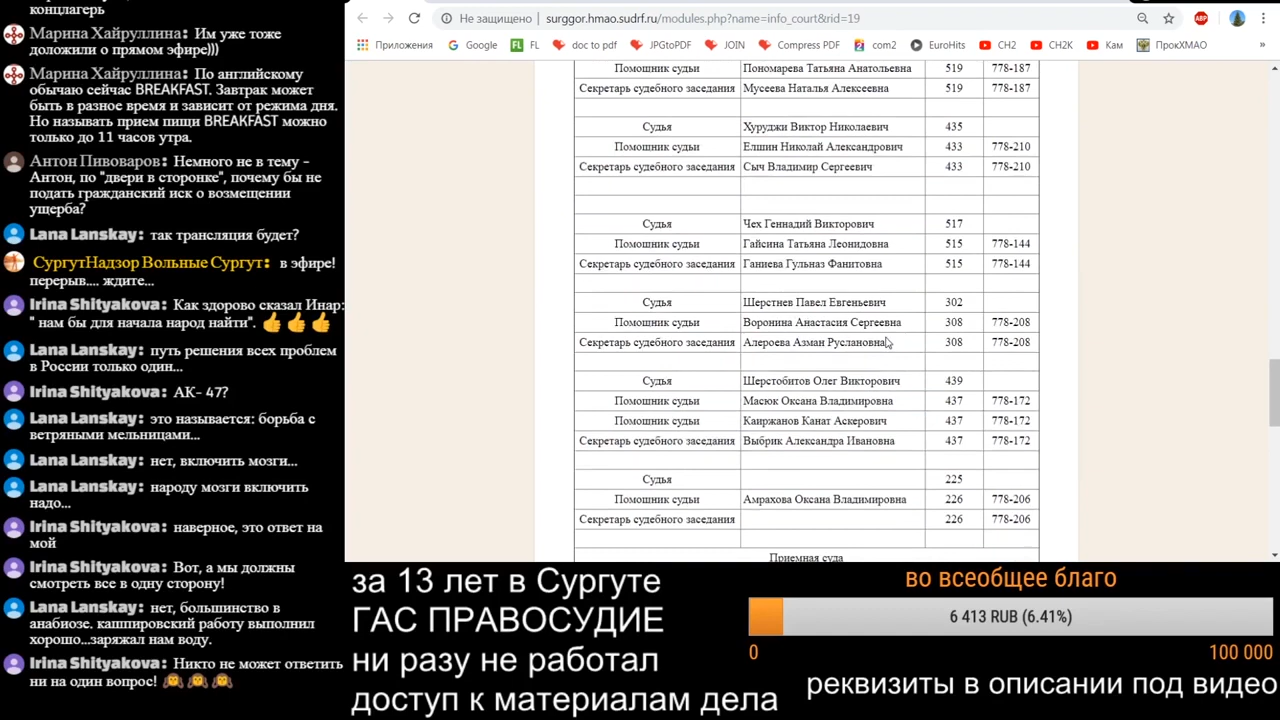 концлагерь
Марина Хайруллина: Им уже тоже
доложили о прямом эфире)))
Марина Хайруллина: По английский
обычаю сейчас BREAKFAST. Завтрак может
быть в разное время и зависит от режима дня.
Но называть прием пищи BREAKFAST можно
только до 11 часов утра.
Антон Пивоваров: Немного не в тему -
Антон, по "двери в сторонке", почему бы не
подать гражданский иск о возмещении
ущерба?
Lana Lanskay: так трансляция будет?
СургутНадзор Вольные Сургут: в эфире!
перерыв.... ждите...
Irina Shityakova: Как здорово сказал Инар:
" нам бы для начала народ найти". 👍👍👍
Lana Lanskay: путь решения всех проблем
в России только один...
Irina Shityakova: АК- 47?
Lana Lanskay: это называется: борьба с
ветряными мельницами...
Lana Lanskay: нет, включить мозги...
Lana Lanskay: народу мозги включить
надо...
Irina Shityakova: наверное, это ответ на
мой
Irina Shityakova: Вот, а мы должны
смотреть все в одну сторону!
Lana Lanskay: нет, большинство в
анабиозе. кашпировский работу выполнил
хорошо...заряжал нам воду.
Irina Shityakova: Никто не может ответить
ни на один вопрос! 🙈🙈🙈
Не защищено | surggor.hmao.sudrf.ru/modules.php?name=info_court&rid=19
ABP
Приложения Google FL FL doc to pdf JPGtoPDF JOIN Compress PDF com2 EuroHits CH2 CH2K Кам ПрокХМАО »
Помошник судьи Пономарева Татьяна Анатольевна 519 778-187
Секретарь судебного заседания Мусеева Наталья Алексеевна 519 778-187
Судья Хуруджи Виктор Николаевич 435
Помошник судьи Елшин Николай Александрович 433 778-210
Секретарь судебного заседания Сыч Владимир Сергеевич 433 778-210
Судья Чех Геннадий Викторович 517
Помошник судьи Гайсина Татьяна Леонидовна 515 778-144
Секретарь судебного заседания Ганиева Гульназ Фанитовна 515 778-144
Судья Шерстнев Павел Евгеньевич 302
Помошник судьи Воронина Анастасия Сергеевна 308 778-208
Секретарь судебного заседания Алероева Азман Руслановна 308 778-208
Судья Шерстобитов Олег Викторович 439
Помошник судьи Масюк Оксана Владимировна 437 778-172
Помошник судьи Каиржанов Канат Аскерович 437 778-172
Секретарь судебного заседания Выбрик Александра Ивановна 437 778-172
Судья 225
Помошник судьи Амрахова Оксана Владимировна 226 778-206
Секретарь судебного заседания 226 778-206
Приемная суда
за 13 лет в Сургуте
ГАС ПРАВОСУДИЕ
ни разу не работал
доступ к материалам дела
во всеобщее благо
6 413 RUB (6.41%)
0 100 000
реквизиты в описании под видео